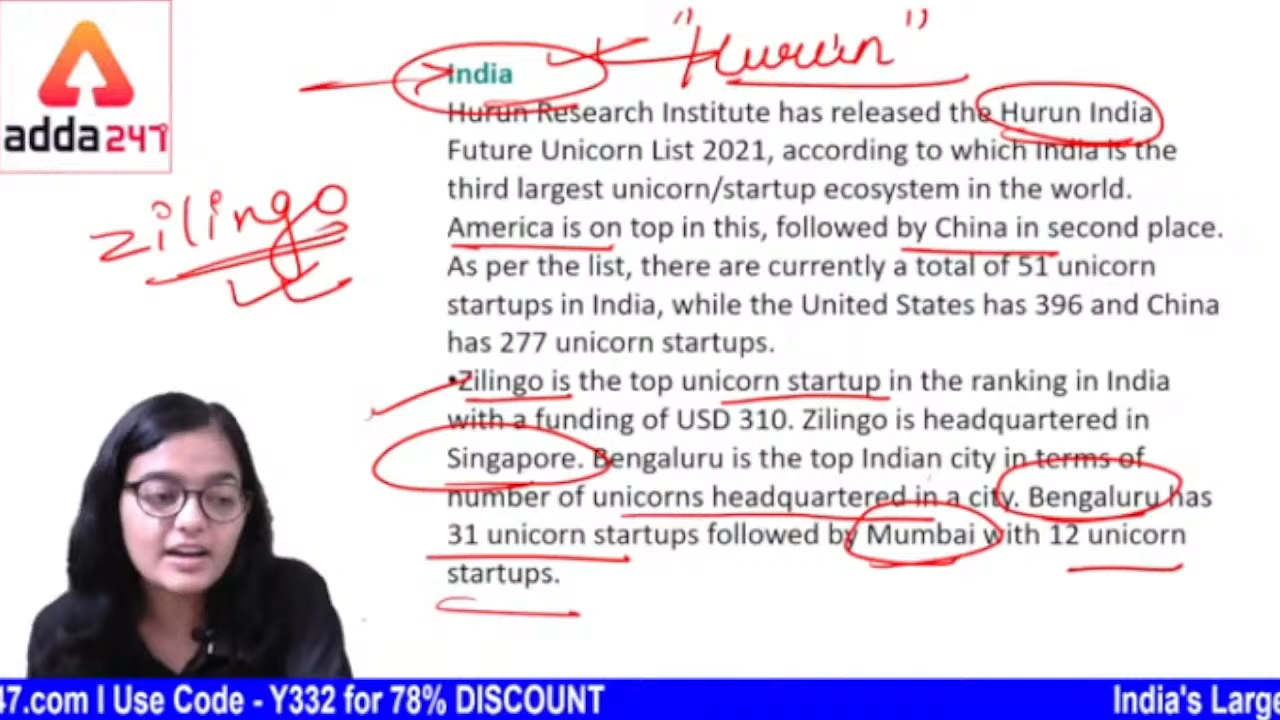 "Hurun"
India
Hurun Research Institute has released the Hurun India
Future Unicorn List 2021, according to which India is the
third largest unicorn/startup ecosystem in the world.
America is on top in this, followed by China in second place.
As per the list, there are currently a total of 51 unicorn
startups in India, while the United States has 396 and China
has 277 unicorn startups.
•Zilingo is the top unicorn startup in the ranking in India
with a funding of USD 310. Zilingo is headquartered in
Singapore. Bengaluru is the top Indian city in terms of
number of unicorns headquartered in a city. Bengaluru has
31 unicorn startups followed by Mumbai with 12 unicorn
startups.
adda247
Zilingo
47.com I Use Code - Y332 for 78% DISCOUNT
India's Large